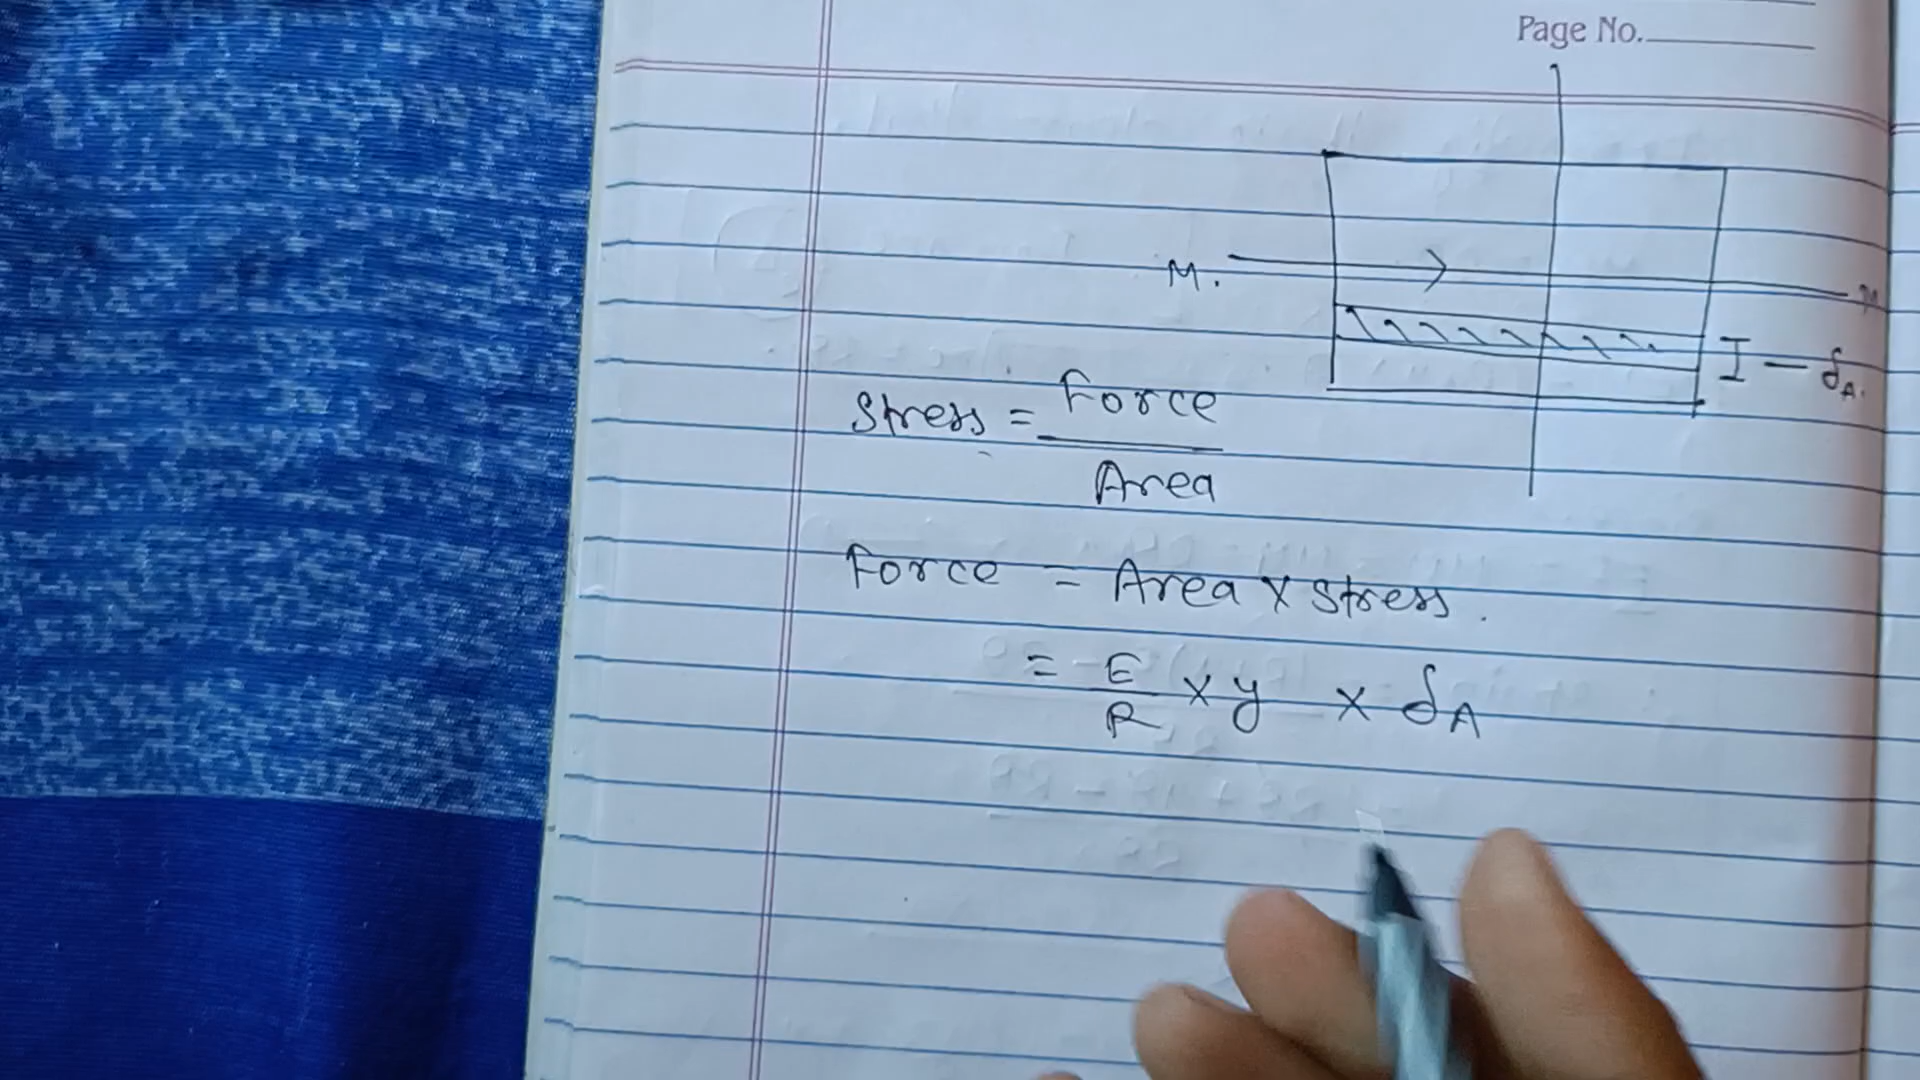 Page No.
M. M
I - δA.
Stress = Force
Area
Force = Area x Stress.
= E/R x y x δA